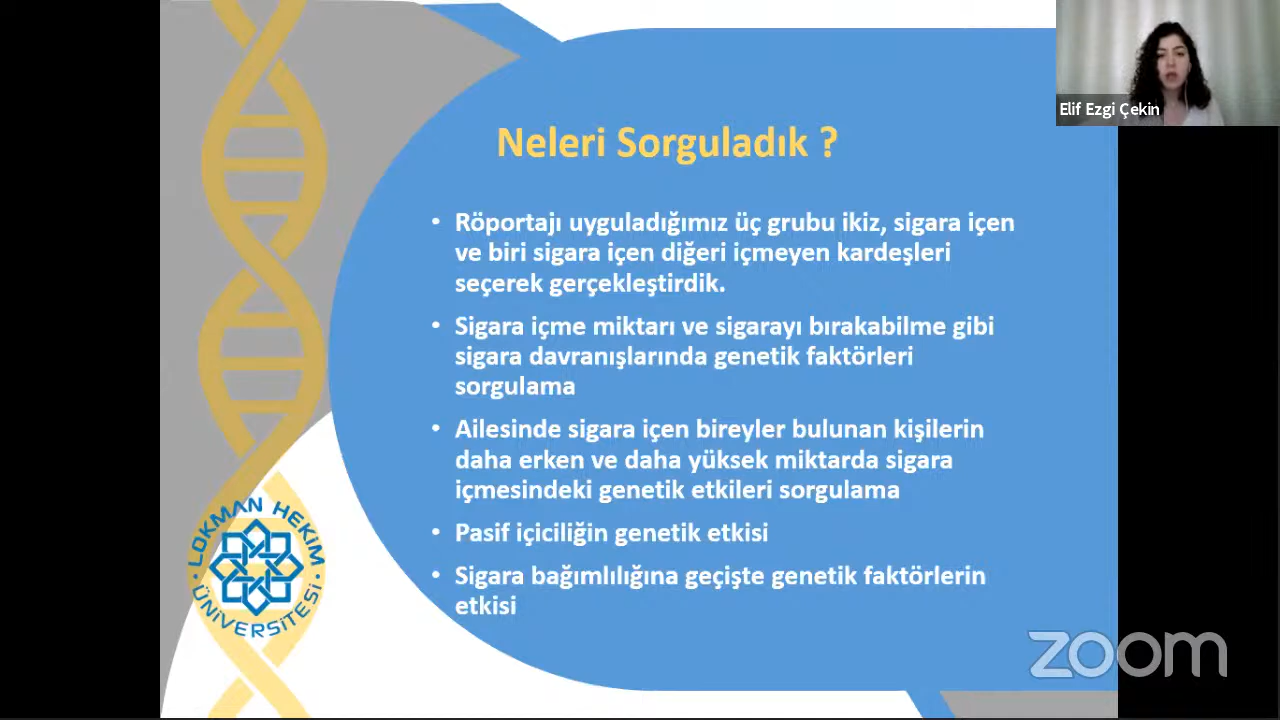 Elif Ezgi Çekin
Neleri Sorguladık ?
• Röportajı uyguladığımız üç grubu ikiz, sigara içen
ve biri sigara içen diğeri içmeyen kardeşleri
seçerek gerçekleştirdik.
• Sigara içme miktarı ve sigarayı bırakabilme gibi
sigara davranışlarında genetik faktörleri
sorgulama
• Ailesinde sigara içen bireyler bulunan kişilerin
daha erken ve daha yüksek miktarda sigara
içmesindeki genetik etkileri sorgulama
• Pasif içiciliğin genetik etkisi
• Sigara bağımlılığına geçişte genetik faktörlerin
etkisi
LOKMAN HEKİM
ÜNİVERSİTESİ
zoom